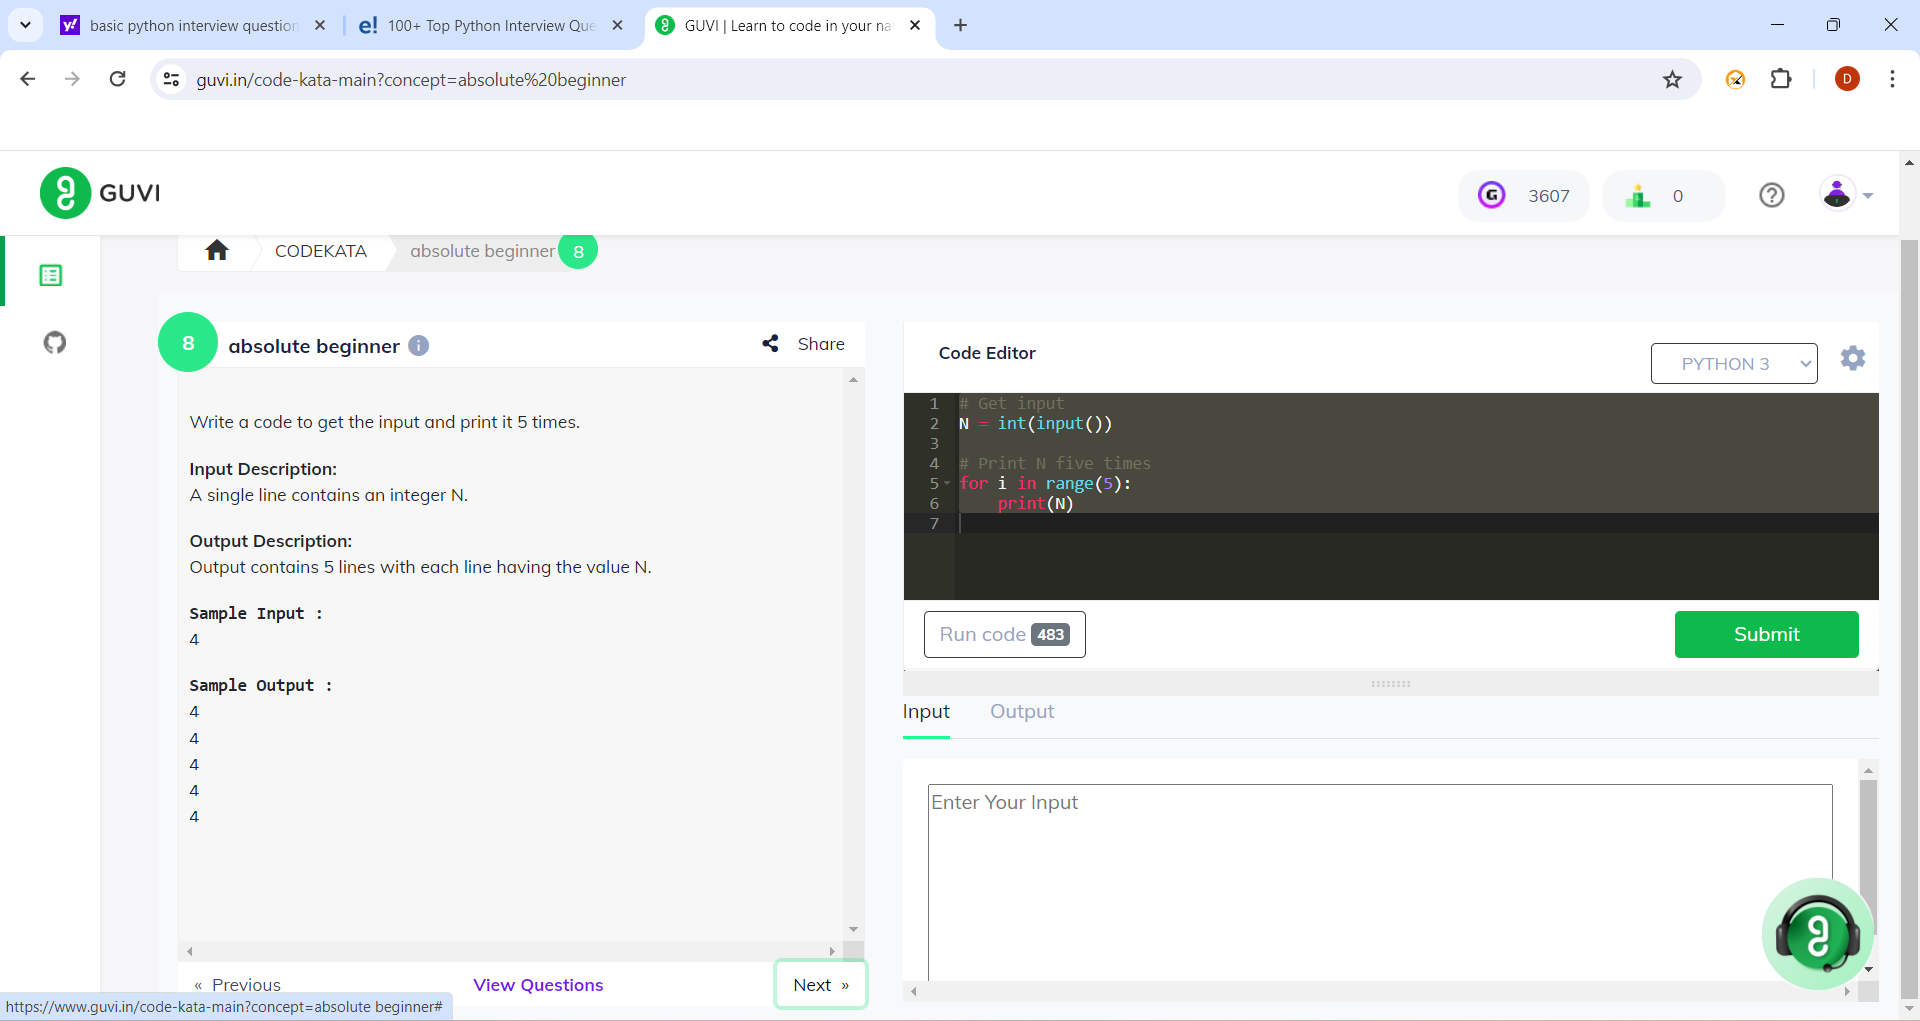 basic python interview question
100+ Top Python Interview Que
GUVI | Learn to code in your na
guvi.in/code-kata-main?concept=absolute%20beginner
D
GUVI
G 3607
0
CODEKATA
absolute beginner 8
8 absolute beginner
Share
Write a code to get the input and print it 5 times.
Input Description:
A single line contains an integer N.
Output Description:
Output contains 5 lines with each line having the value N.
Sample Input :
4
Sample Output :
4
4
4
4
4
« Previous
View Questions
Next »
https://www.guvi.in/code-kata-main?concept=absolute beginner#
Code Editor
PYTHON 3
1 # Get input
2 N = int(input())
3
4 # Print N five times
5 for i in range(5):
6 print(N)
7
Run code 483
Submit
Input Output
Enter Your Input